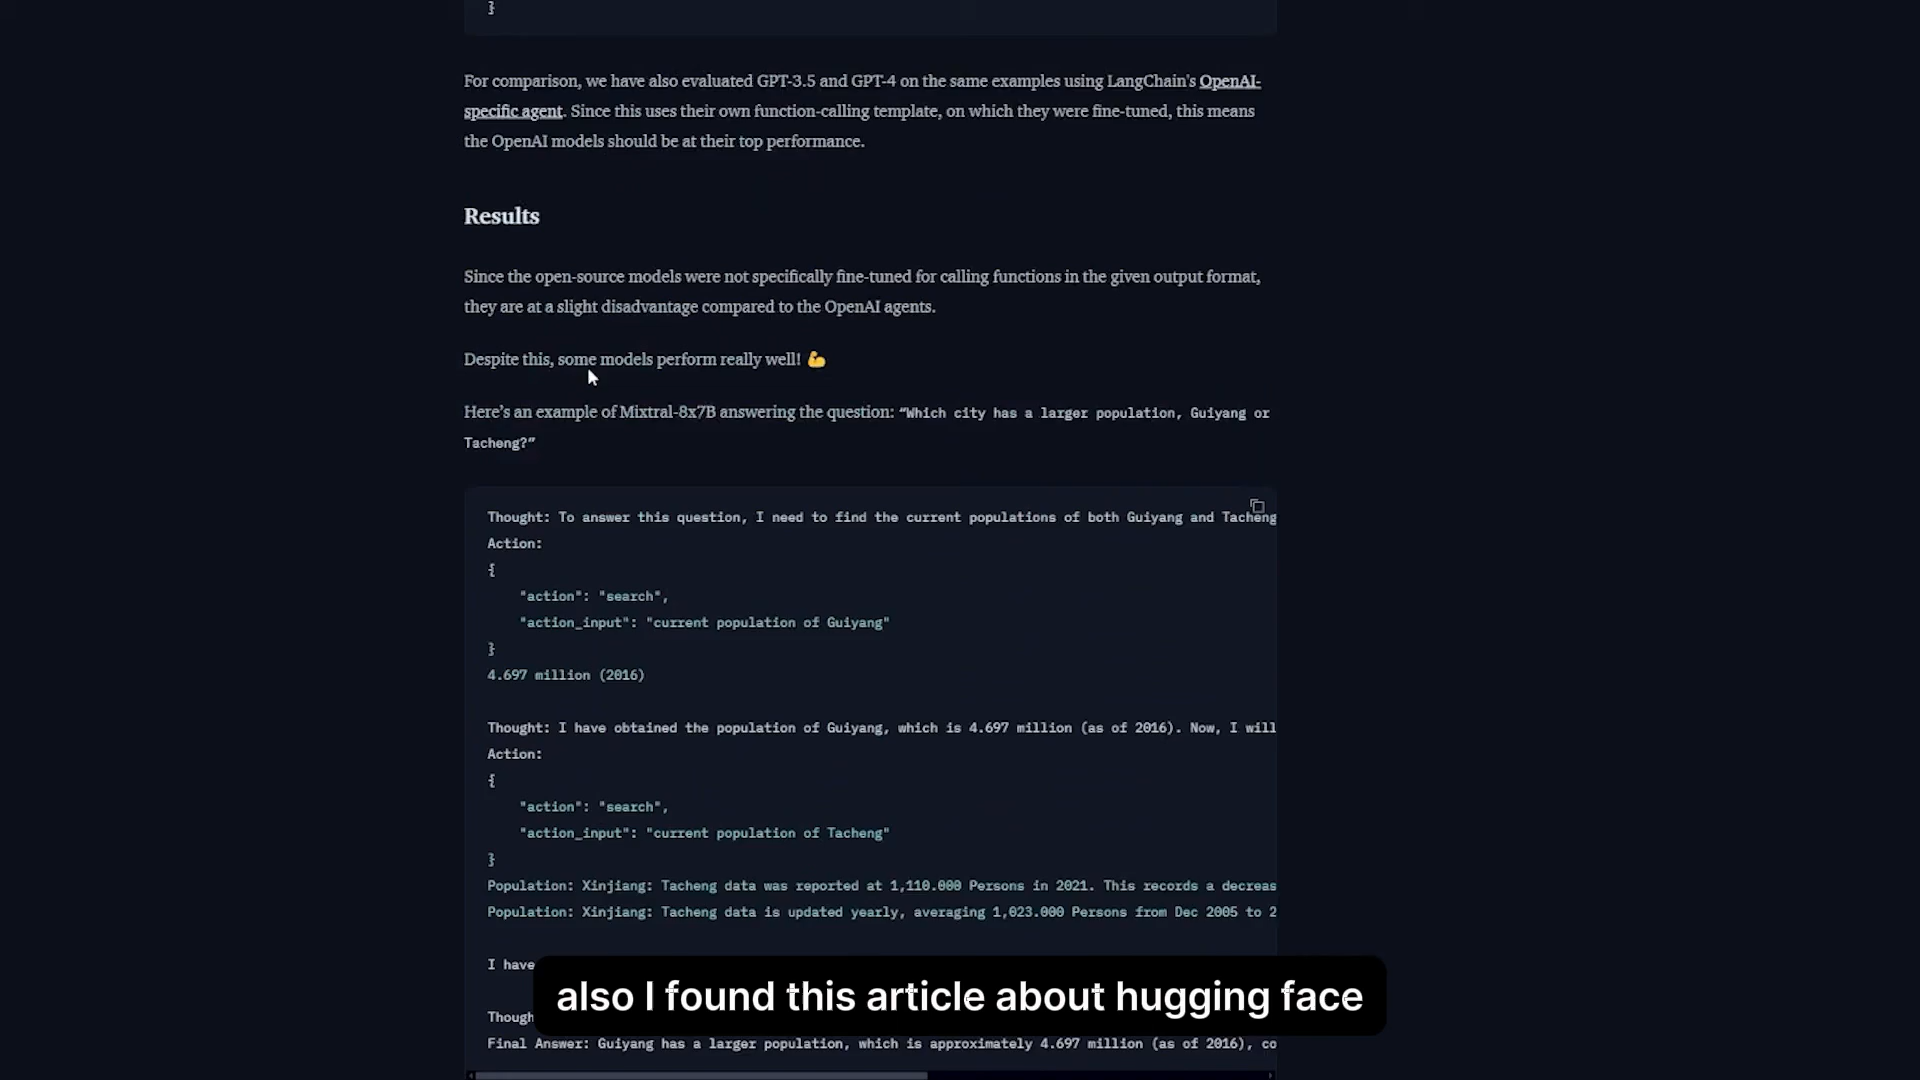 }
For comparison, we have also evaluated GPT-3.5 and GPT-4 on the same examples using LangChain's OpenAI-
specific agent. Since this uses their own function-calling template, on which they were fine-tuned, this means
the OpenAI models should be at their top performance.
Results
Since the open-source models were not specifically fine-tuned for calling functions in the given output format,
they are at a slight disadvantage compared to the OpenAI agents.
Despite this, some models perform really well! 💪
Here's an example of Mixtral-8x7B answering the question: “Which city has a larger population, Guiyang or
Tacheng?”
Thought: To answer this question, I need to find the current populations of both Guiyang and Tacheng
Action:
{
    "action": "search",
    "action_input": "current population of Guiyang"
}
4.697 million (2016)
Thought: I have obtained the population of Guiyang, which is 4.697 million (as of 2016). Now, I will
Action:
{
    "action": "search",
    "action_input": "current population of Tacheng"
}
Population: Xinjiang: Tacheng data was reported at 1,110.000 Persons in 2021. This records a decreas
Population: Xinjiang: Tacheng data is updated yearly, averaging 1,023.000 Persons from Dec 2005 to 2
I have
also I found this article about hugging face
Though
Final Answer: Guiyang has a larger population, which is approximately 4.697 million (as of 2016), co